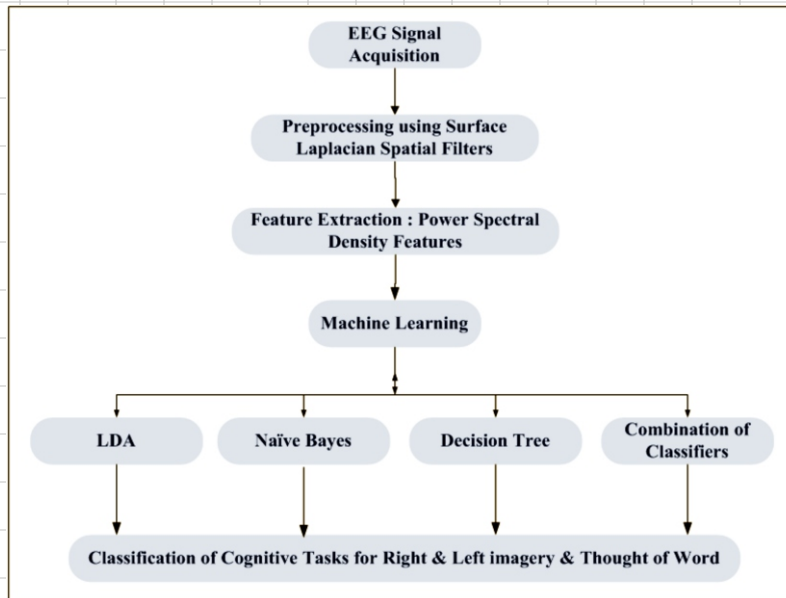 EEG Signal
Acquisition
Preprocessing using Surface
Laplacian Spatial Filters
Feature Extraction : Power Spectral
Density Features
Machine Learning
LDA
Naïve Bayes
Decision Tree
Combination of
Classifiers
Classification of Cognitive Tasks for Right & Left imagery & Thought of Word